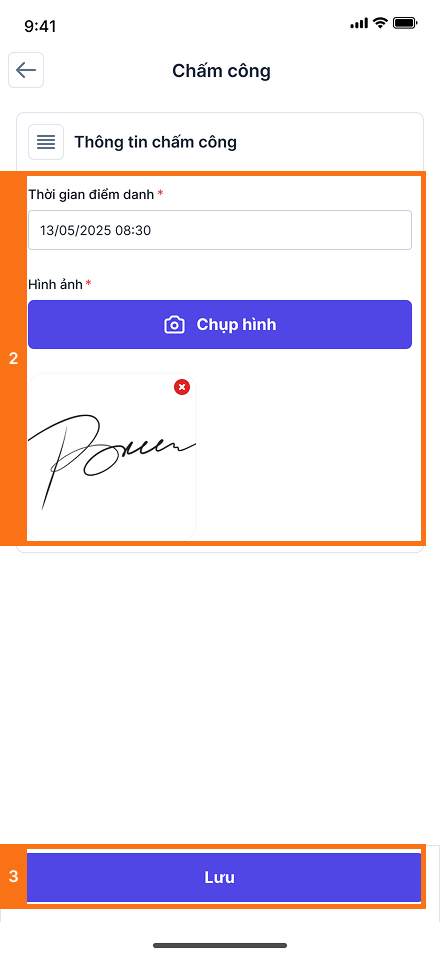 9:41
Chấm công
Thông tin chấm công
Thời gian điểm danh *
13/05/2025 08:30
Hình ảnh *
2
Chụp hình
3
Lưu